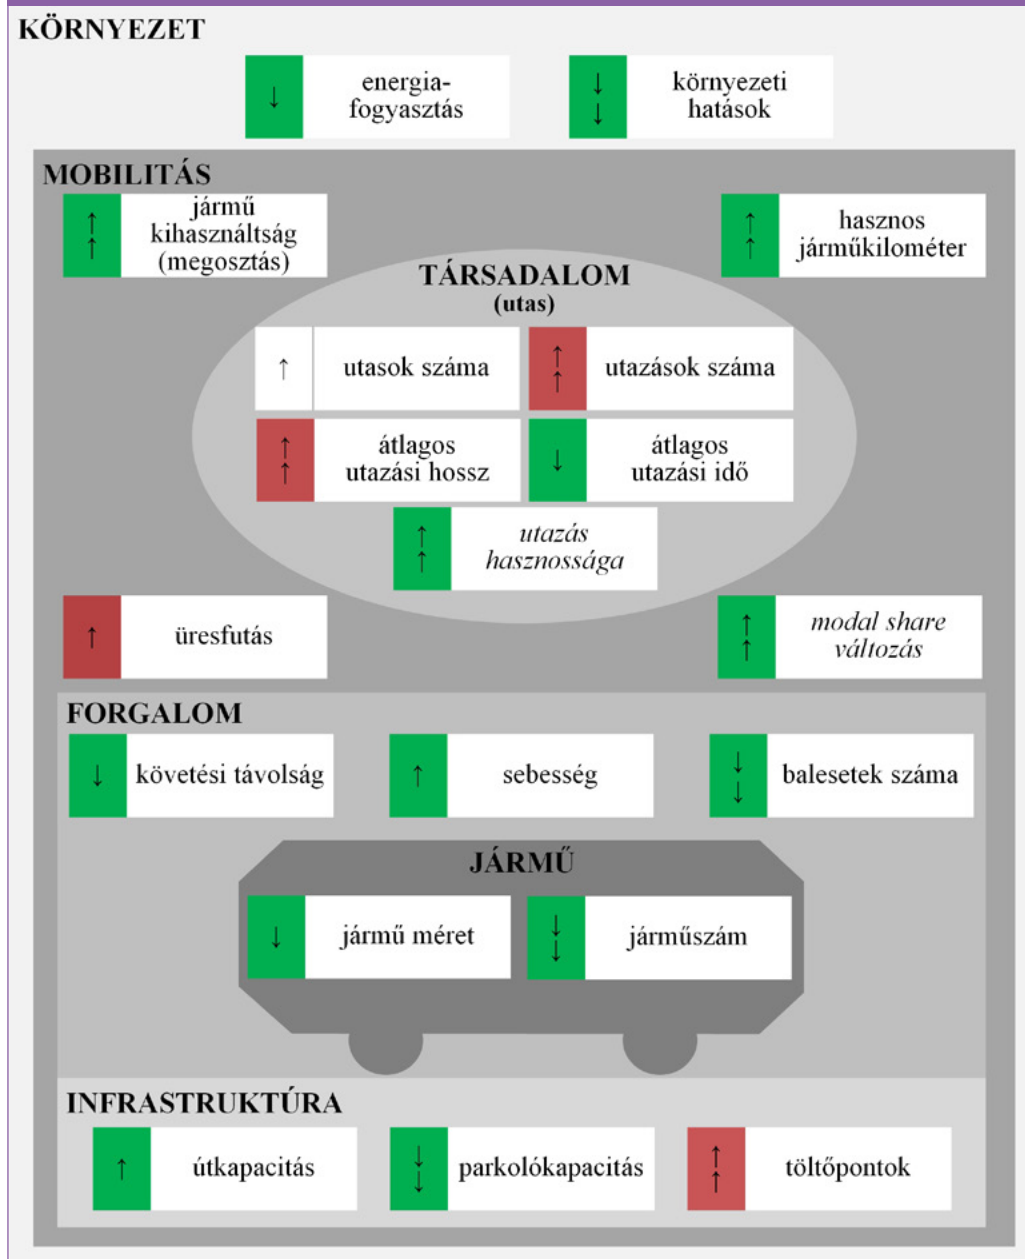 KÖRNYEZET
↓
energia-
fogyasztás
↓
↓
környezeti
hatások
MOBILITÁS
↑
↑
jármű
kihasználtság
(megosztás)
↑
↑
hasznos
járműkilométer
TÁRSADALOM
(utas)
↑
utasok száma
↑
↑
utazások száma
↑
↑
átlagos
utazási hossz
↓
átlagos
utazási idő
↑
↑
utazás
hasznossága
↑
üresfutás
↑
↑
modal share
változás
FORGALOM
↓
követési távolság
↑
sebesség
↓
↓
balesetek száma
JÁRMŰ
↓
jármű méret
↓
↓
járműszám
INFRASTRUKTÚRA
↑
útkapacitás
↓
↓
parkolókapacitás
↑
↑
töltőpontok